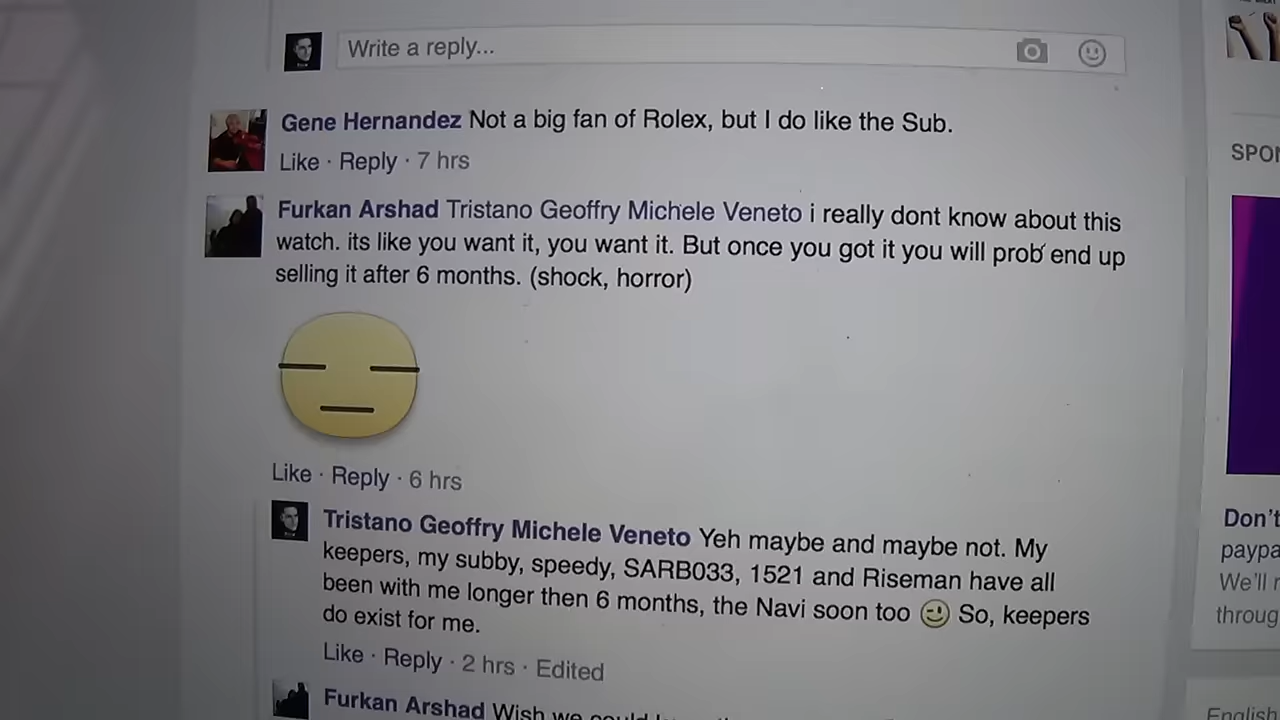 Write a reply...
Gene Hernandez Not a big fan of Rolex, but I do like the Sub.
Like · Reply · 7 hrs
Furkan Arshad Tristano Geoffry Michele Veneto i really dont know about this
watch. its like you want it, you want it. But once you got it you will prob end up
selling it after 6 months. (shock, horror)
Like · Reply · 6 hrs
Tristano Geoffry Michele Veneto Yeh maybe and maybe not. My
keepers, my subby, speedy, SARB033, 1521 and Riseman have all
been with me longer then 6 months, the Navi soon too So, keepers
do exist for me.
Like · Reply · 2 hrs · Edited
Furkan Arshad Wish we
SPO
Don't
paypa
We'll
throug
English